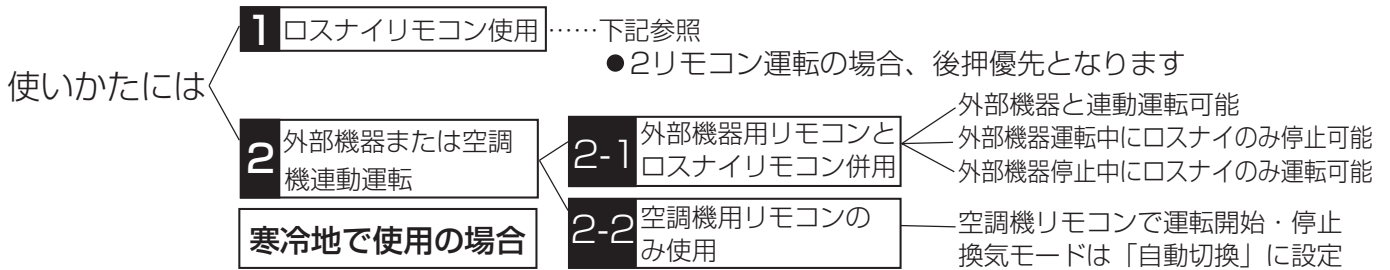 使いかたには
1 ロスナイリモコン使用 ……下記参照
●2リモコン運転の場合、後押優先となります
2 外部機器または空調
機連動運転
寒冷地で使用の場合
2-1 外部機器用リモコンと
ロスナイリモコン併用
外部機器と連動運転可能
外部機器運転中にロスナイのみ停止可能
外部機器停止中にロスナイのみ運転可能
2-2 空調機用リモコンの
み使用
空調機リモコンで運転開始・停止
換気モードは「自動切換」に設定